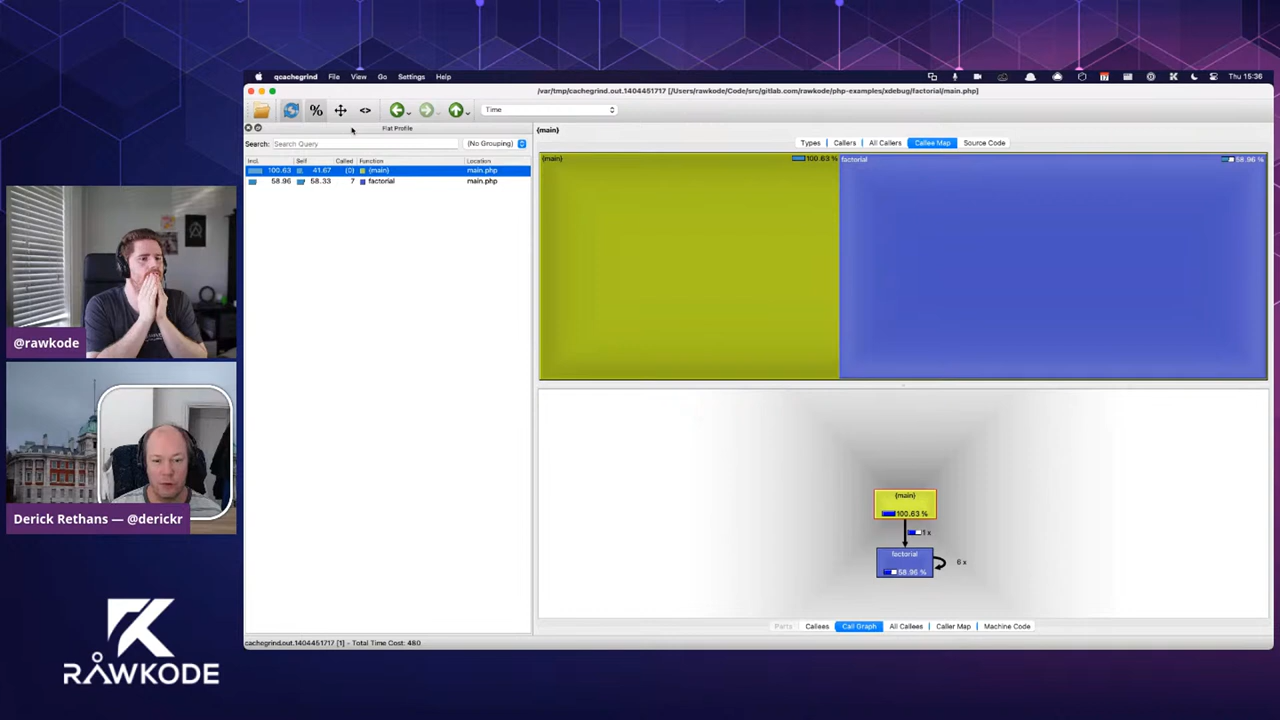 qcachegrind File View Go Settings Help Thu 15:36
/var/tmp/cachegrind.out.1404451717 [/Users/rawkode/Code/src/gitlab.com/rawkode/php-examples/xdebug/factorial/main.php]
% <> Time
Flat Profile
Search: Search Query (No Grouping)
Incl. Self Called Function Location
100.63 41.67 (0) {main} main.php
58.96 58.33 7 factorial main.php
{main}
Types Callers All Callers Callee Map Source Code
{main} 100.63 % factorial 58.96 %
{main}
100.63 %
1 x
factorial
58.96 %
6 x
Parts Callees Call Graph All Callees Caller Map Machine Code
cachegrind.out.1404451717 [1] - Total Time Cost: 480
@rawkode
Derick Rethans — @derickr
RAWKODE